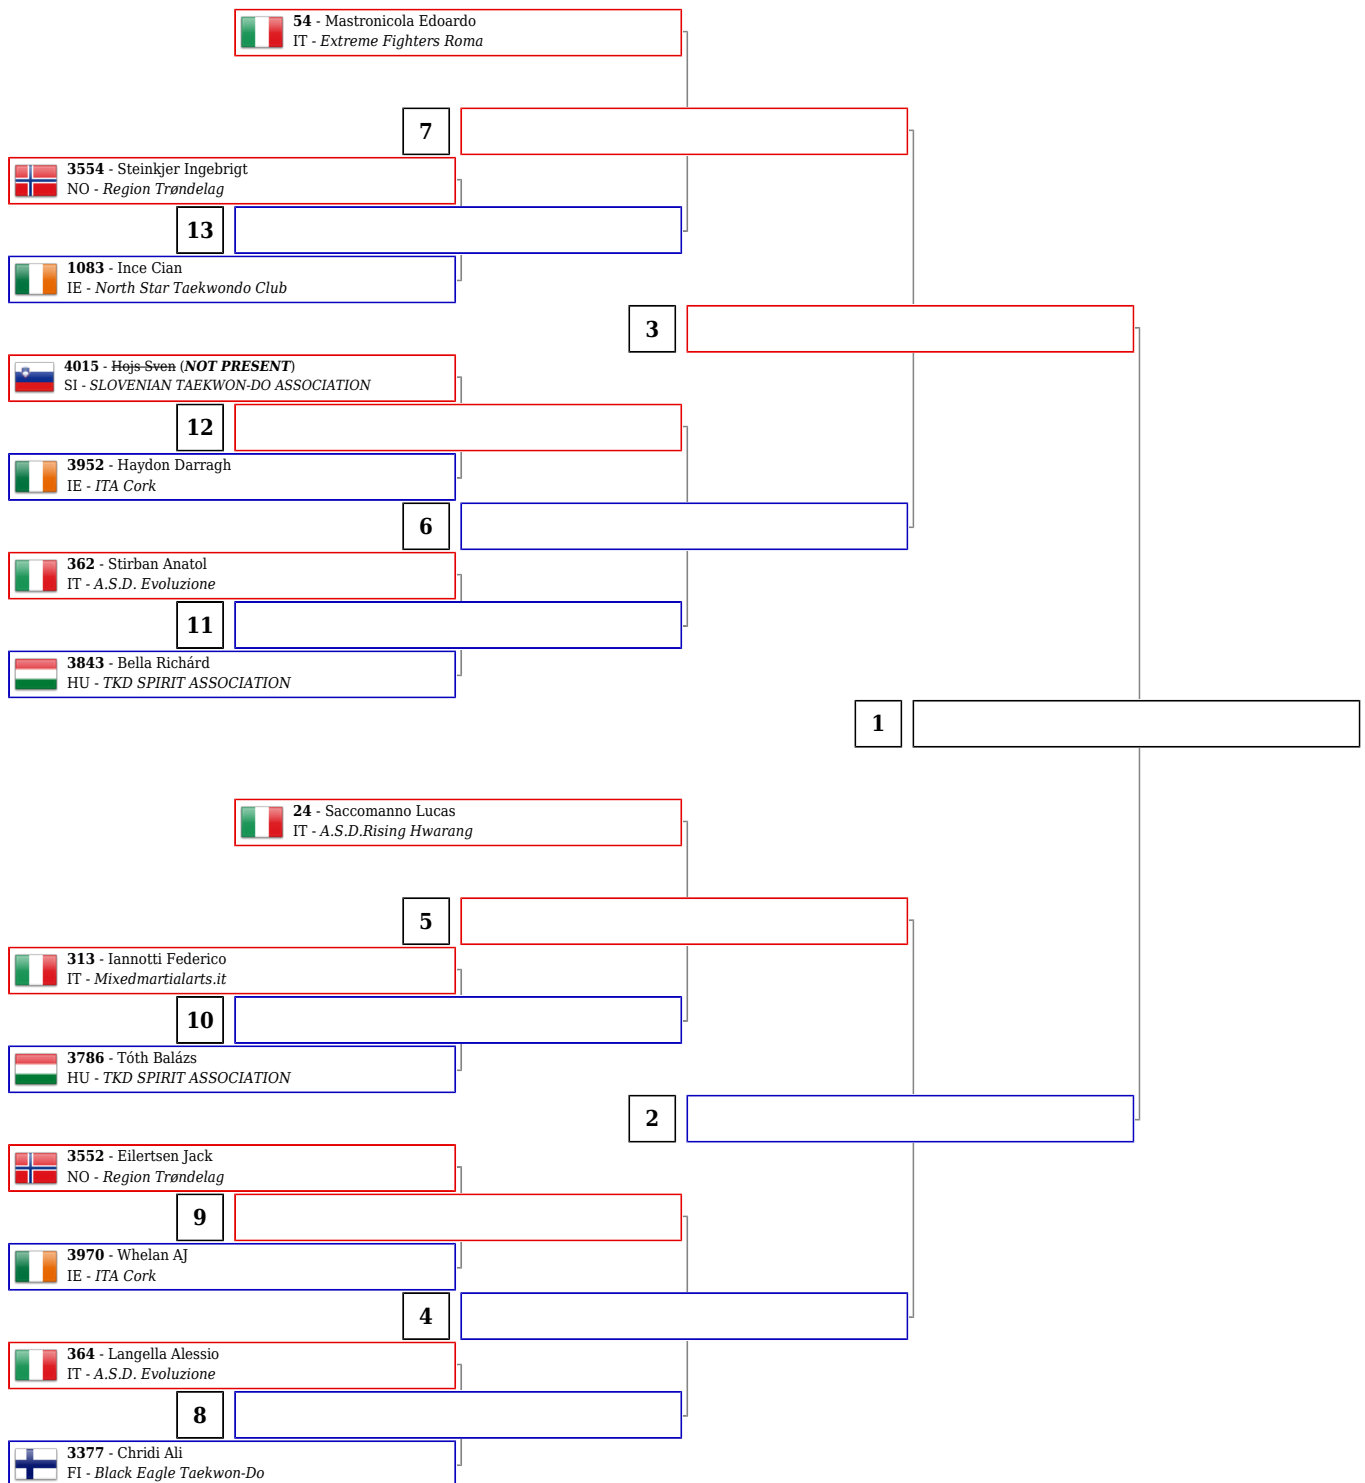 54 - Mastronicola Edoardo
IT - Extreme Fighters Roma
7
3554 - Steinkjer Ingebrigt
NO - Region Trøndelag
13
1083 - Ince Cian
IE - North Star Taekwondo Club
3
4015 - Hojs Sven (NOT PRESENT)
SI - SLOVENIAN TAEKWON-DO ASSOCIATION
12
3952 - Haydon Darragh
IE - ITA Cork
6
362 - Stirban Anatol
IT - A.S.D. Evoluzione
11
3843 - Bella Richárd
HU - TKD SPIRIT ASSOCIATION
1
24 - Saccomanno Lucas
IT - A.S.D.Rising Hwarang
5
313 - Iannotti Federico
IT - Mixedmartialarts.it
10
3786 - Tóth Balázs
HU - TKD SPIRIT ASSOCIATION
2
3552 - Eilertsen Jack
NO - Region Trøndelag
9
3970 - Whelan AJ
IE - ITA Cork
4
364 - Langella Alessio
IT - A.S.D. Evoluzione
8
3377 - Chridi Ali
FI - Black Eagle Taekwon-Do